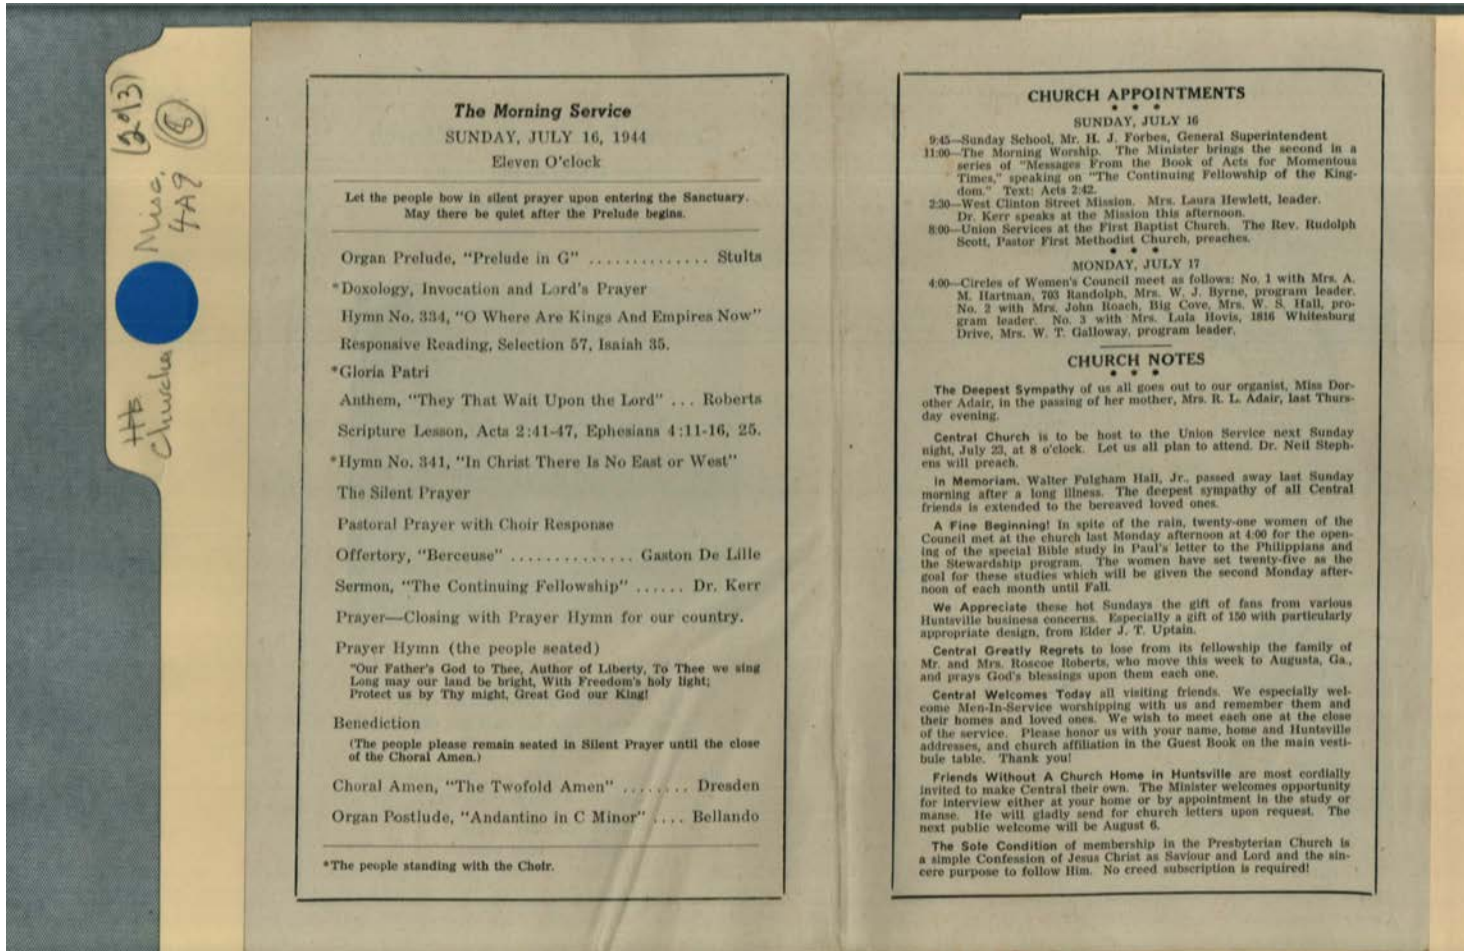 (2 of 3)
Misc. 8
4A9
Hb.
Churches
The Morning Service
SUNDAY, JULY 16, 1944
Eleven O'clock
Let the people bow in silent prayer upon entering the Sanctuary.
May there be quiet after the Prelude begins.
Organ Prelude, "Prelude in G" .............. Stults
*Doxology, Invocation and Lord's Prayer
Hymn No. 334, "O Where Are Kings And Empires Now"
Responsive Reading, Selection 57, Isaiah 35.
*Gloria Patri
Anthem, "They That Wait Upon the Lord" ... Roberts
Scripture Lesson, Acts 2:41-47, Ephesians 4:11-16, 25.
*Hymn No. 341, "In Christ There Is No East or West"
The Silent Prayer
Pastoral Prayer with Choir Response
Offertory, "Berceuse" .............. Gaston De Lille
Sermon, "The Continuing Fellowship" ...... Dr. Kerr
Prayer—Closing with Prayer Hymn for our country.
Prayer Hymn (the people seated)
"Our Father's God to Thee, Author of Liberty, To Thee we sing
Long may our land be bright, With Freedom's holy light;
Protect us by Thy might, Great God our King!
Benediction
(The people please remain seated in Silent Prayer until the close
of the Choral Amen.)
Choral Amen, "The Twofold Amen" ........ Dresden
Organ Postlude, "Andantino in C Minor" .... Bellando
*The people standing with the Choir.
CHURCH APPOINTMENTS
* * *
SUNDAY, JULY 16
9:45—Sunday School, Mr. H. J. Forbes, General Superintendent
11:00—The Morning Worship. The Minister brings the second in a
series of "Messages From the Book of Acts for Momentous
Times," speaking on "The Continuing Fellowship of the King-
dom." Text: Acts 2:42.
2:30—West Clinton Street Mission. Mrs. Laura Hewlett, leader.
Dr. Kerr speaks at the Mission this afternoon.
8:00—Union Services at the First Baptist Church. The Rev. Rudolph
Scott, Pastor First Methodist Church, preaches.
* * *
MONDAY, JULY 17
4:00—Circles of Women's Council meet as follows: No. 1 with Mrs. A.
M. Hartman, 703 Randolph, Mrs. W. J. Byrne, program leader.
No. 2 with Mrs. John Roach, Big Cove, Mrs. W. S. Hall, pro-
gram leader. No. 3 with Mrs. Lula Hovis, 1816 Whitesburg
Drive, Mrs. W. T. Galloway, program leader.
CHURCH NOTES
* * *
The Deepest Sympathy of us all goes out to our organist, Miss Dor-
other Adair, in the passing of her mother, Mrs. R. L. Adair, last Thurs-
day evening.
Central Church is to be host to the Union Service next Sunday
night, July 23, at 8 o'clock. Let us all plan to attend. Dr. Neil Steph-
ens will preach.
In Memoriam. Walter Fulgham Hall, Jr., passed away last Sunday
morning after a long illness. The deepest sympathy of all Central
friends is extended to the bereaved loved ones.
A Fine Beginning! In spite of the rain, twenty-one women of the
Council met at the church last Monday afternoon at 4:00 for the open-
ing of the special Bible study in Paul's letter to the Philippians and
the Stewardship program. The women have set twenty-five as the
goal for these studies which will be given the second Monday after-
noon of each month until Fall.
We Appreciate these hot Sundays the gift of fans from various
Huntsville business concerns. Especially a gift of 150 with particularly
appropriate design, from Elder J. T. Uptain.
Central Greatly Regrets to lose from its fellowship the family of
Mr. and Mrs. Roscoe Roberts, who move this week to Augusta, Ga.,
and prays God's blessings upon them each one.
Central Welcomes Today all visiting friends. We especially wel-
come Men-In-Service worshipping with us and remember them and
their homes and loved ones. We wish to meet each one at the close
of the service. Please honor us with your name, home and Huntsville
addresses, and church affiliation in the Guest Book on the main vesti-
bule table. Thank you!
Friends Without A Church Home in Huntsville are most cordially
invited to make Central their own. The Minister welcomes opportunity
for interview either at your home or by appointment in the study or
manse. He will gladly send for church letters upon request. The
next public welcome will be August 6.
The Sole Condition of membership in the Presbyterian Church is
a simple Confession of Jesus Christ as Saviour and Lord and the sin-
cere purpose to follow Him. No creed subscription is required!